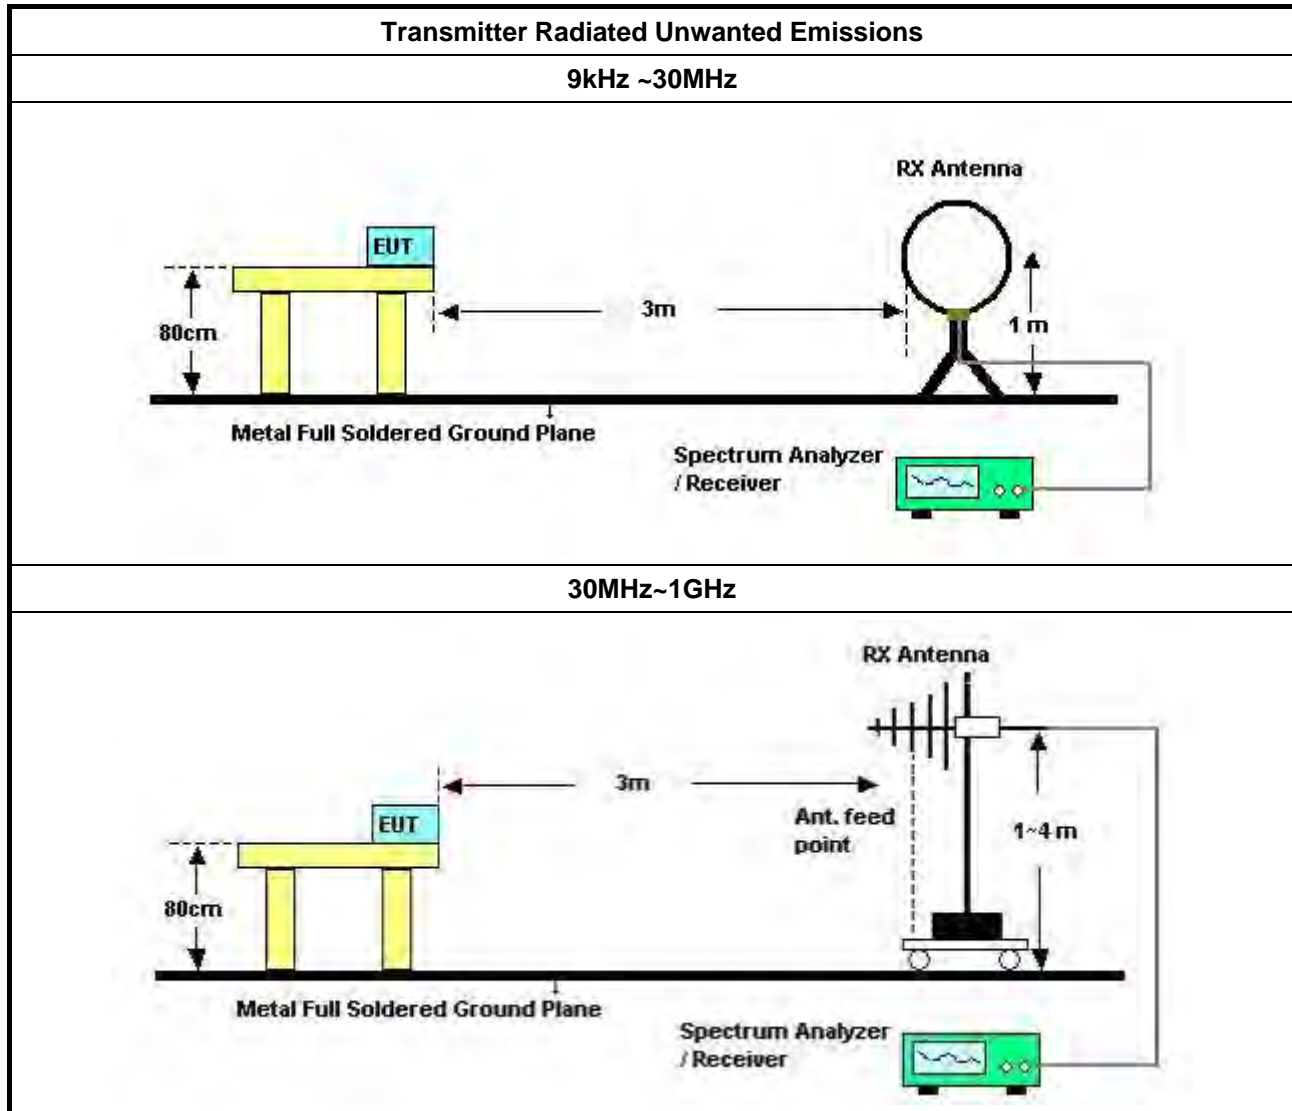 Transmitter Radiated Unwanted Emissions
9kHz ~30MHz
RX Antenna
EUT
3m
80cm
1 m
Metal Full Soldered Ground Plane
Spectrum Analyzer
/ Receiver
30MHz~1GHz
RX Antenna
3m
EUT
Ant. feed
point
1~4 m
80cm
Metal Full Soldered Ground Plane
Spectrum Analyzer
/ Receiver